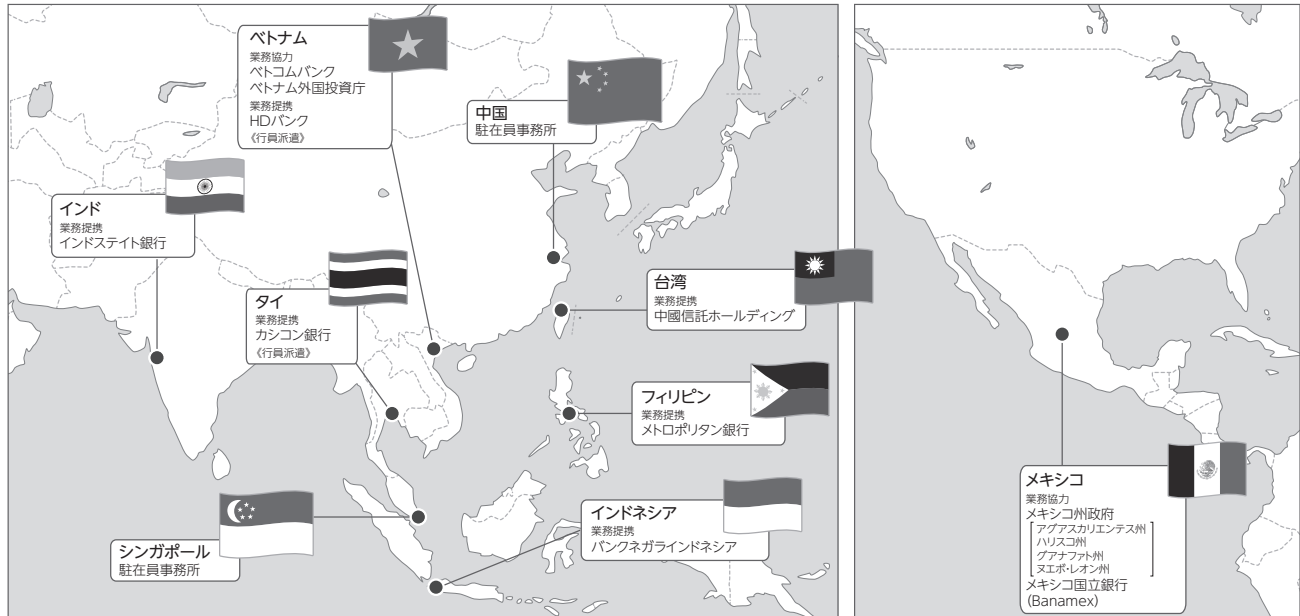 ベトナム
業務協力
ベトコムバンク
ベトナム外国投資庁
業務提携
HDバンク
《行員派遣》
中国
駐在員事務所
インド
業務提携
インドステイト銀行
タイ
業務提携
カシコン銀行
《行員派遣》
台湾
業務提携
中國信託ホールディング
フィリピン
業務提携
メトロポリタン銀行
シンガポール
駐在員事務所
インドネシア
業務提携
バンクネガラインドネシア
メキシコ
業務協力
メキシコ州政府
アグアスカリエンテス州
ハリスコ州
グアナファト州
ヌエボ・レオン州
メキシコ国立銀行
(Banamex)